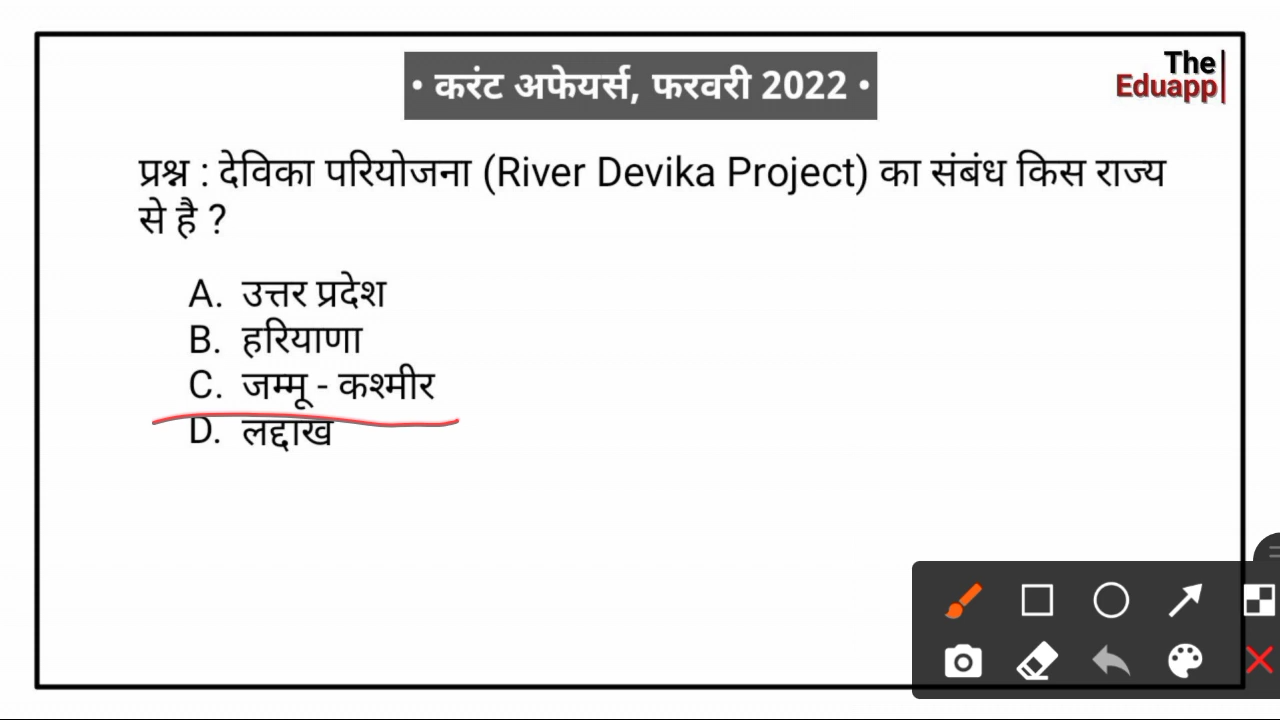 • करंट अफेयर्स, फरवरी 2022 •
The
Eduapp
प्रश्न : देविका परियोजना (River Devika Project) का संबंध किस राज्य
से है ?
A. उत्तर प्रदेश
B. हरियाणा
C. जम्मू - कश्मीर
D. लद्दाख